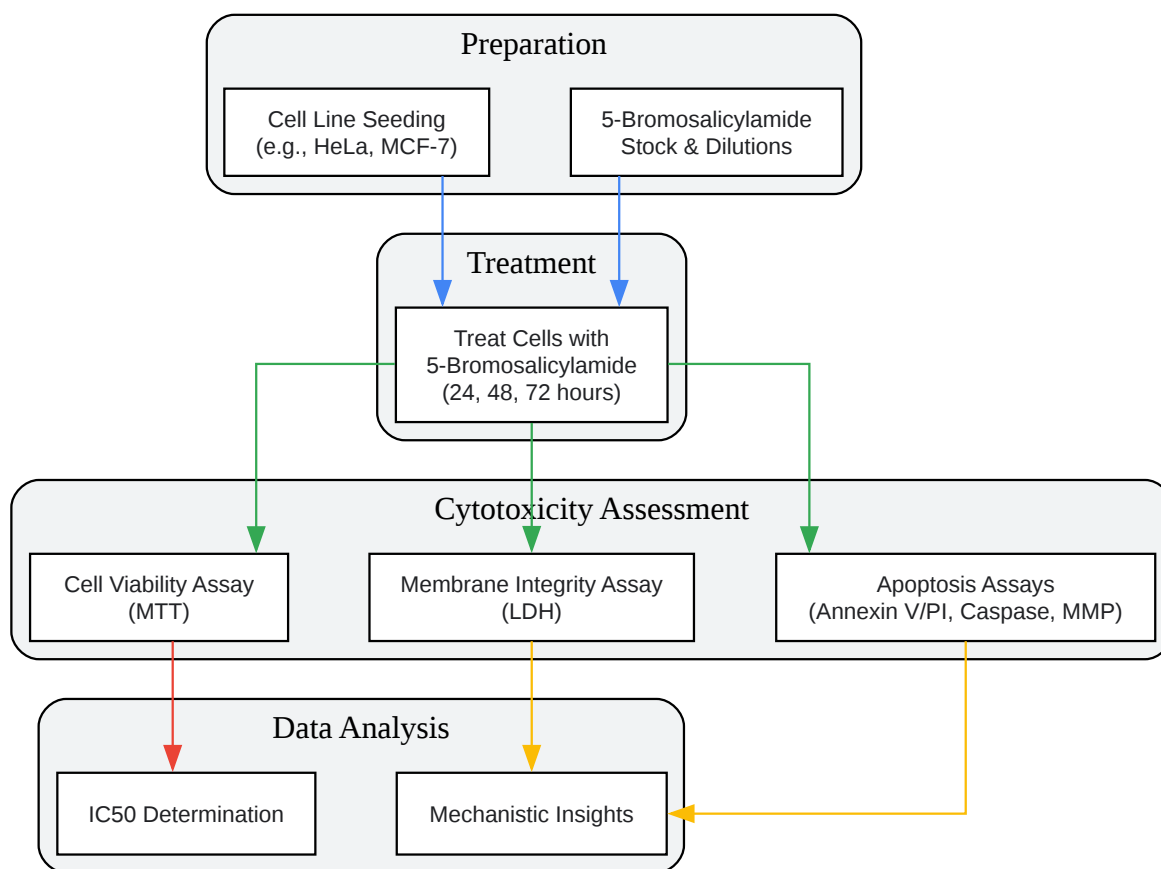 Preparation
Cell Line Seeding
(e.g., HeLa, MCF-7)
5-Bromosalicylamide
Stock & Dilutions
Treatment
Treat Cells with
5-Bromosalicylamide
(24, 48, 72 hours)
Cytotoxicity Assessment
Cell Viability Assay
(MTT)
Membrane Integrity Assay
(LDH)
Apoptosis Assays
(Annexin V/PI, Caspase, MMP)
Data Analysis
IC50 Determination
Mechanistic Insights